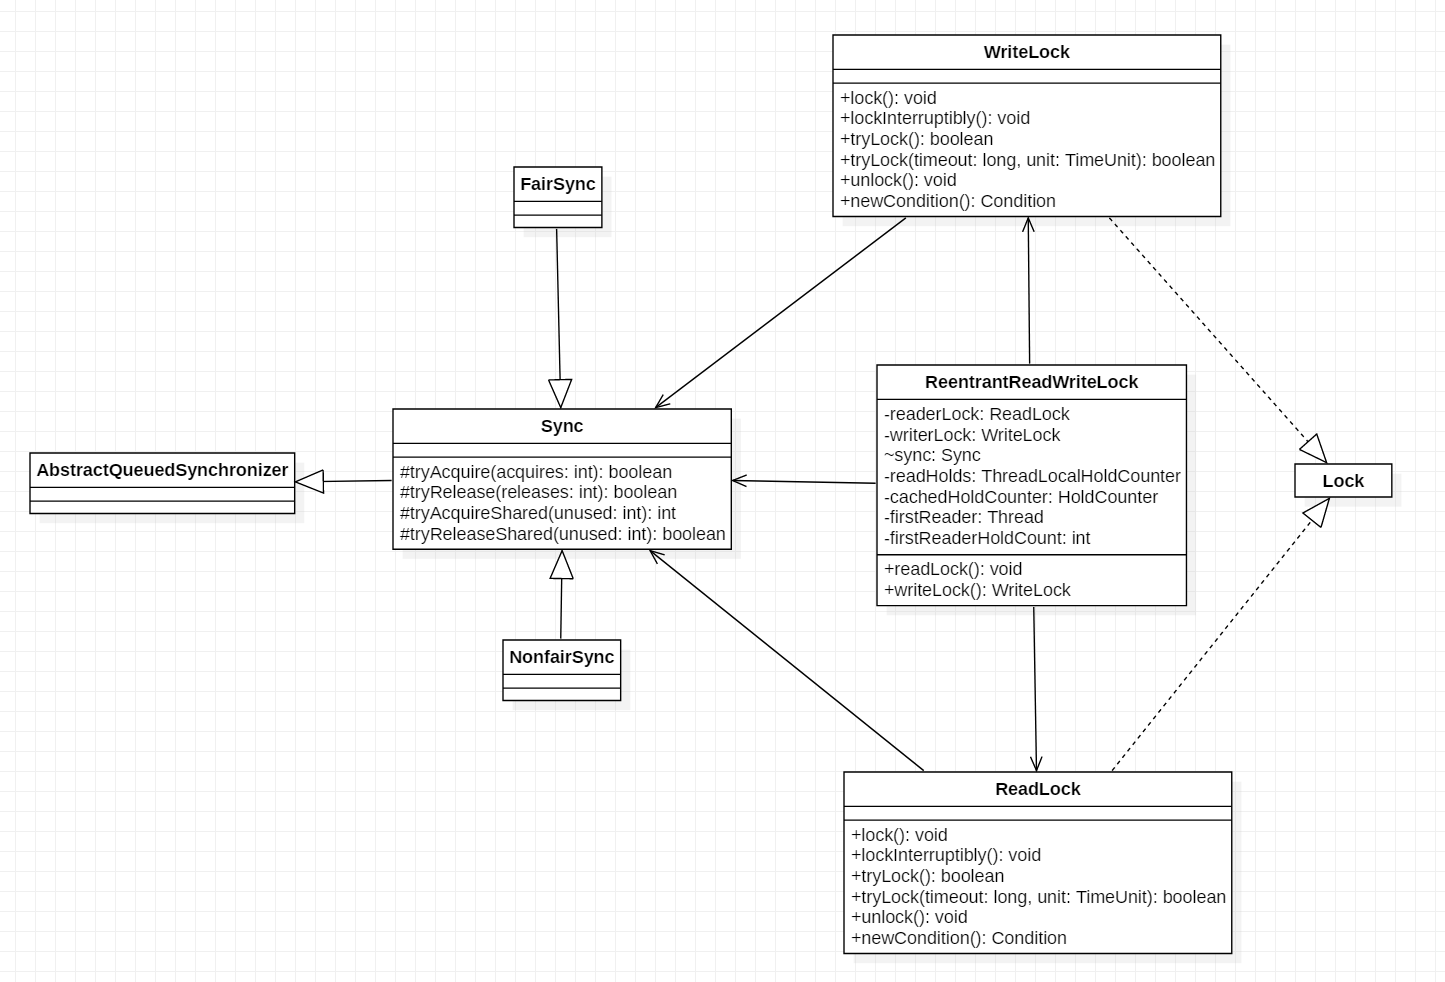 WriteLock
+lock(): void
+lockInterruptibly(): void
+tryLock(): boolean
+tryLock(timeout: long, unit: TimeUnit): boolean
+unlock(): void
+newCondition(): Condition
FairSync
ReentrantReadWriteLock
-readerLock: ReadLock
-writerLock: WriteLock
~sync: Sync
-readHolds: ThreadLocalHoldCounter
-cachedHoldCounter: HoldCounter
-firstReader: Thread
-firstReaderHoldCount: int
+readLock(): void
+writeLock(): WriteLock
Sync
#tryAcquire(acquires: int): boolean
#tryRelease(releases: int): boolean
#tryAcquireShared(unused: int): int
#tryReleaseShared(unused: int): boolean
AbstractQueuedSynchronizer
Lock
NonfairSync
ReadLock
+lock(): void
+lockInterruptibly(): void
+tryLock(): boolean
+tryLock(timeout: long, unit: TimeUnit): boolean
+unlock(): void
+newCondition(): Condition